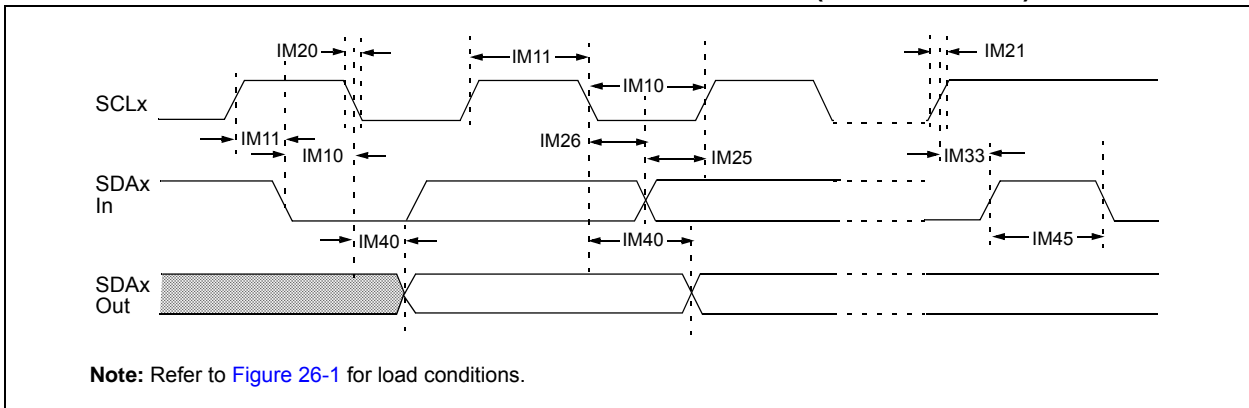 IM20
IM11
IM21
IM10
SCLx
IM11
IM10
IM26
IM25
IM33
SDAx
In
IM40
IM40
IM45
SDAx
Out
Note: Refer to Figure 26-1 for load conditions.